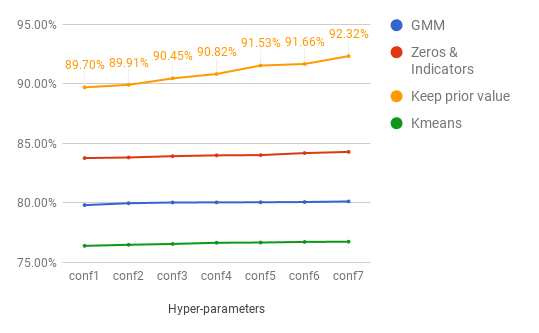 95.00%
90.00%
85.00%
80.00%
75.00%
89.70%
89.91%
90.45%
90.82%
91.53%
91.66%
92.32%
conf1 conf2 conf3 conf4 conf5 conf6 conf7
Hyper-parameters
GMM
Zeros &
Indicators
Keep prior value
Kmeans